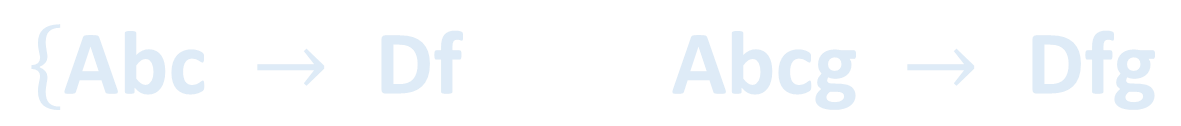 {Abc → Df Abcg → Dfg